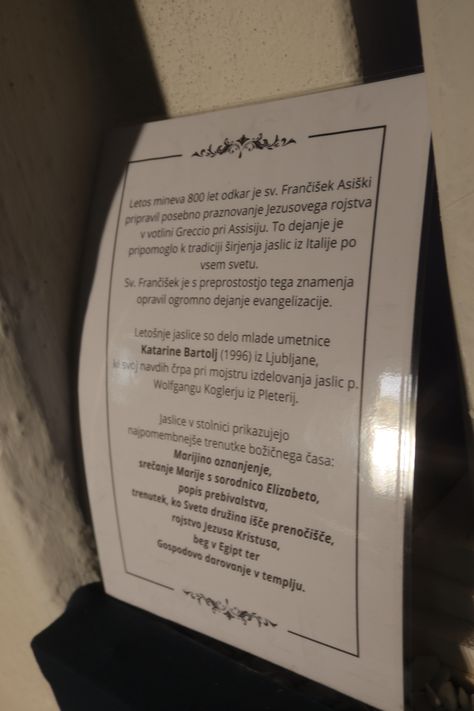 Letos mineva 800 let odkar je sv. Frančišek Asiški
pripravil posebno praznovanje Jezusovega rojstva
v votlini Greccio pri Assisiju. To dejanje je
pripomoglo k tradiciji širjenja jaslic iz Italije po
vsem svetu.
Sv. Frančišek je s preprostostjo tega znamenja
opravil ogromno dejanje evangelizacije.
Letošnje jaslice so delo mlade umetnice
Katarine Bartolj (1996) iz Ljubljane,
ki svoj navdih črpa pri mojstru izdelovanja jaslic p.
Wolfgangu Koglerju iz Pleterij.
Jaslice v stolnici prikazujejo
najpomembnejše trenutke božičnega časa:
Marijino oznanjenje,
srečanje Marije s sorodnico Elizabeto,
popis prebivalstva,
trenutek, ko Sveta družina išče prenočišče,
rojstvo Jezusa Kristusa,
beg v Egipt ter
Gospodovo darovanje v templju.